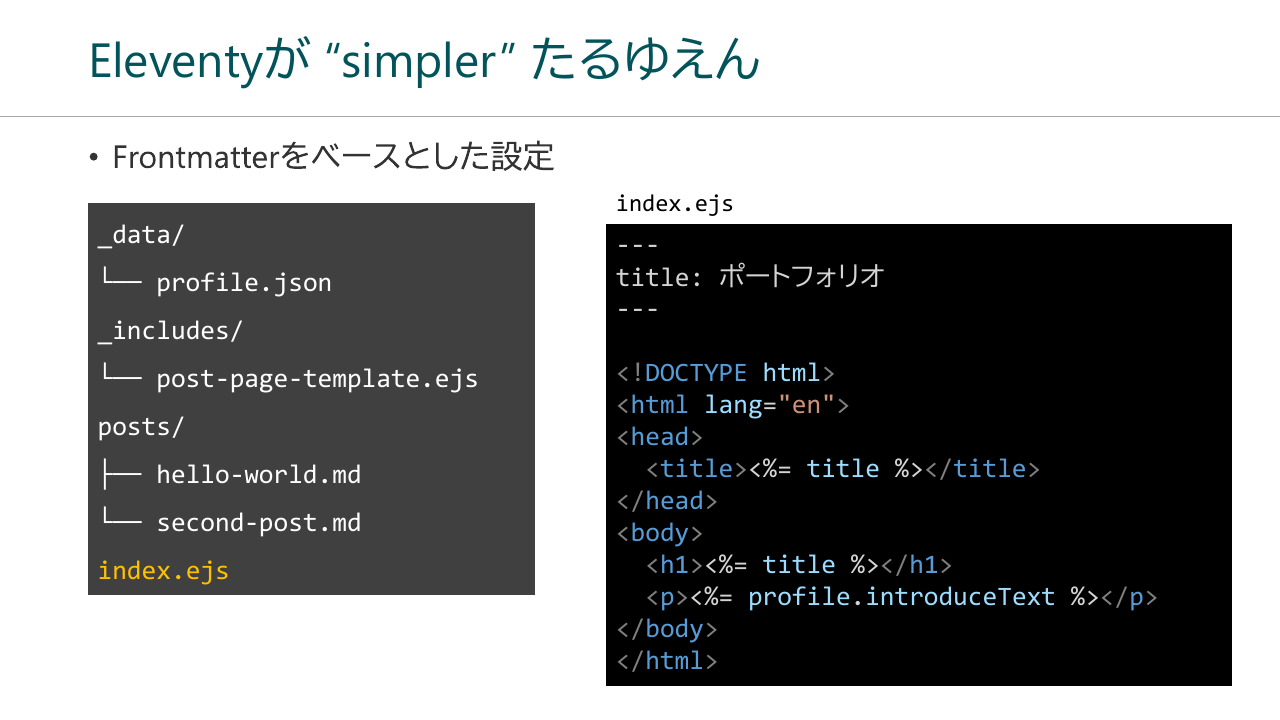 Eleventyが “simpler” たるゆえん
• Frontmatterをベースとした設定
_data/
└── profile.json
_includes/
└── post-page-template.ejs
posts/
├── hello-world.md
└── second-post.md
index.ejs
index.ejs
---
title: ポートフォリオ
---
<!DOCTYPE html>
<html lang="en">
<head>
  <title><%= title %></title>
</head>
<body>
  <h1><%= title %></h1>
  <p><%= profile.introduceText %></p>
</body>
</html>